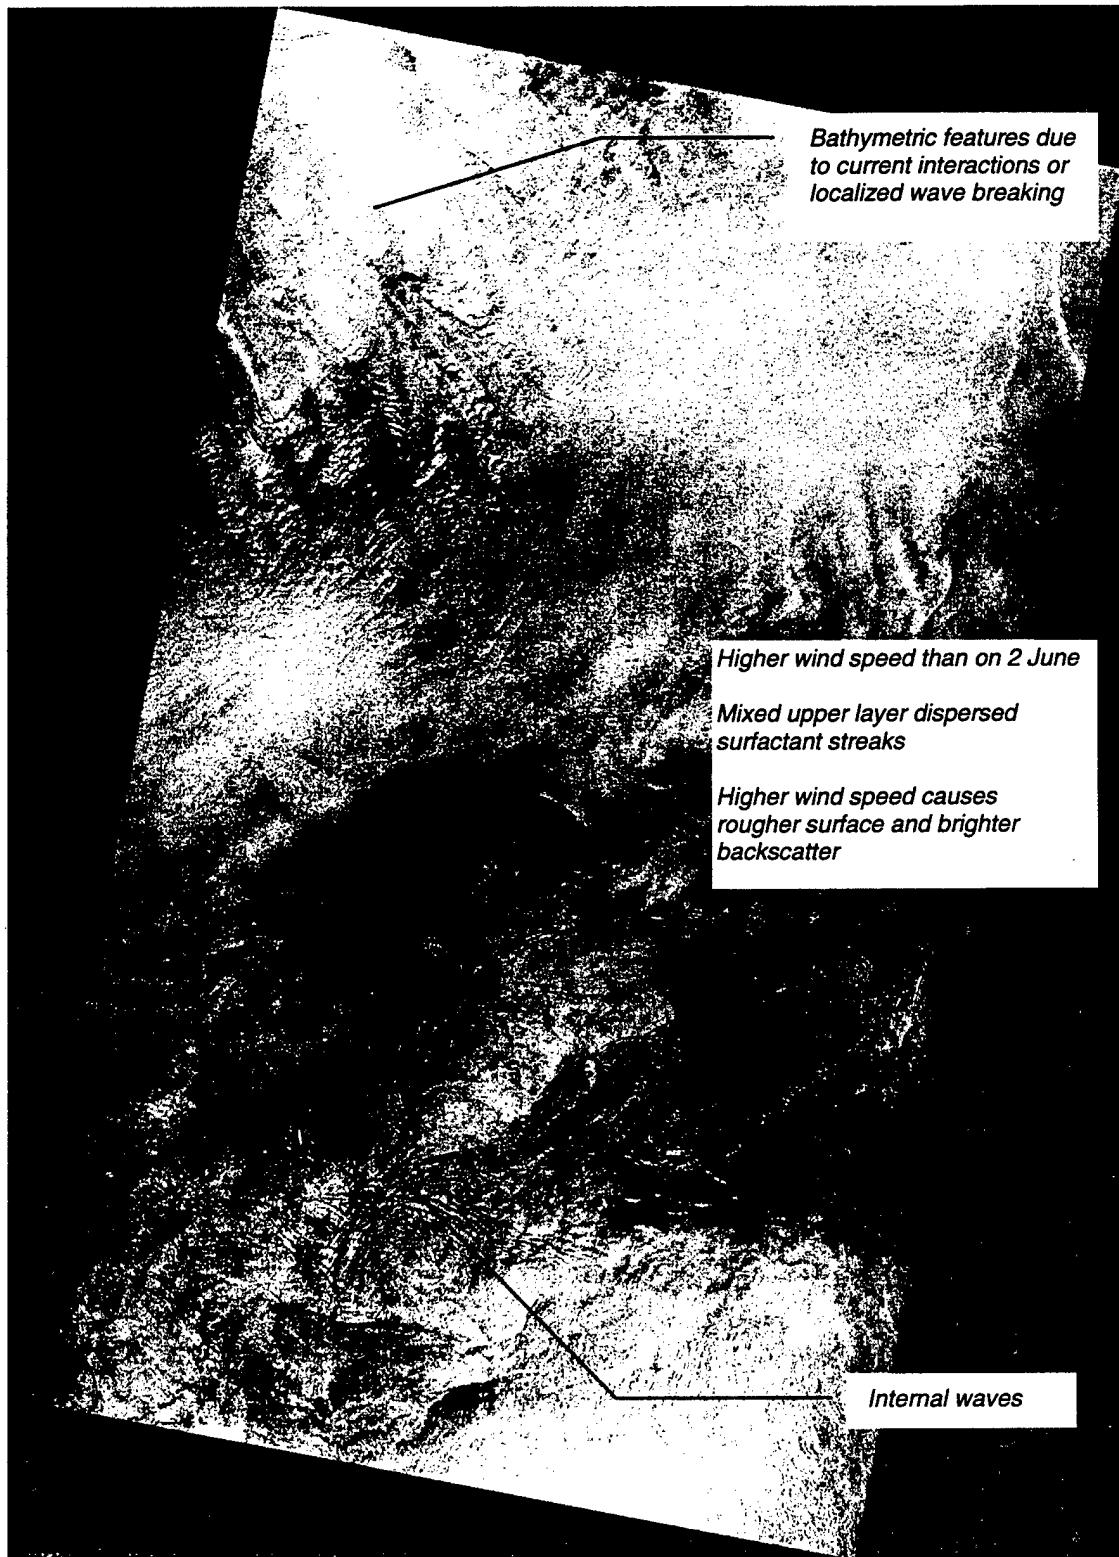 Bathymetric features due
to current interactions or
localized wave breaking
Higher wind speed than on 2 June
Mixed upper layer dispersed
surfactant streaks
Higher wind speed causes
rougher surface and brighter
backscatter
Internal waves